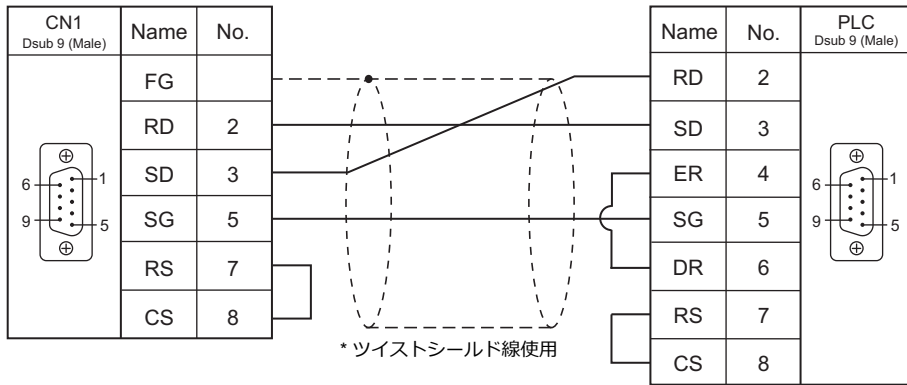 CN1
Dsub 9 (Male)
Name No.
FG
RD 2
SD 3
SG 5
RS 7
CS 8
6 1
9 5
* ツイストシールド線使用
Name No.
PLC
Dsub 9 (Male)
RD 2
SD 3
ER 4
SG 5
DR 6
RS 7
CS 8
6 1
9 5